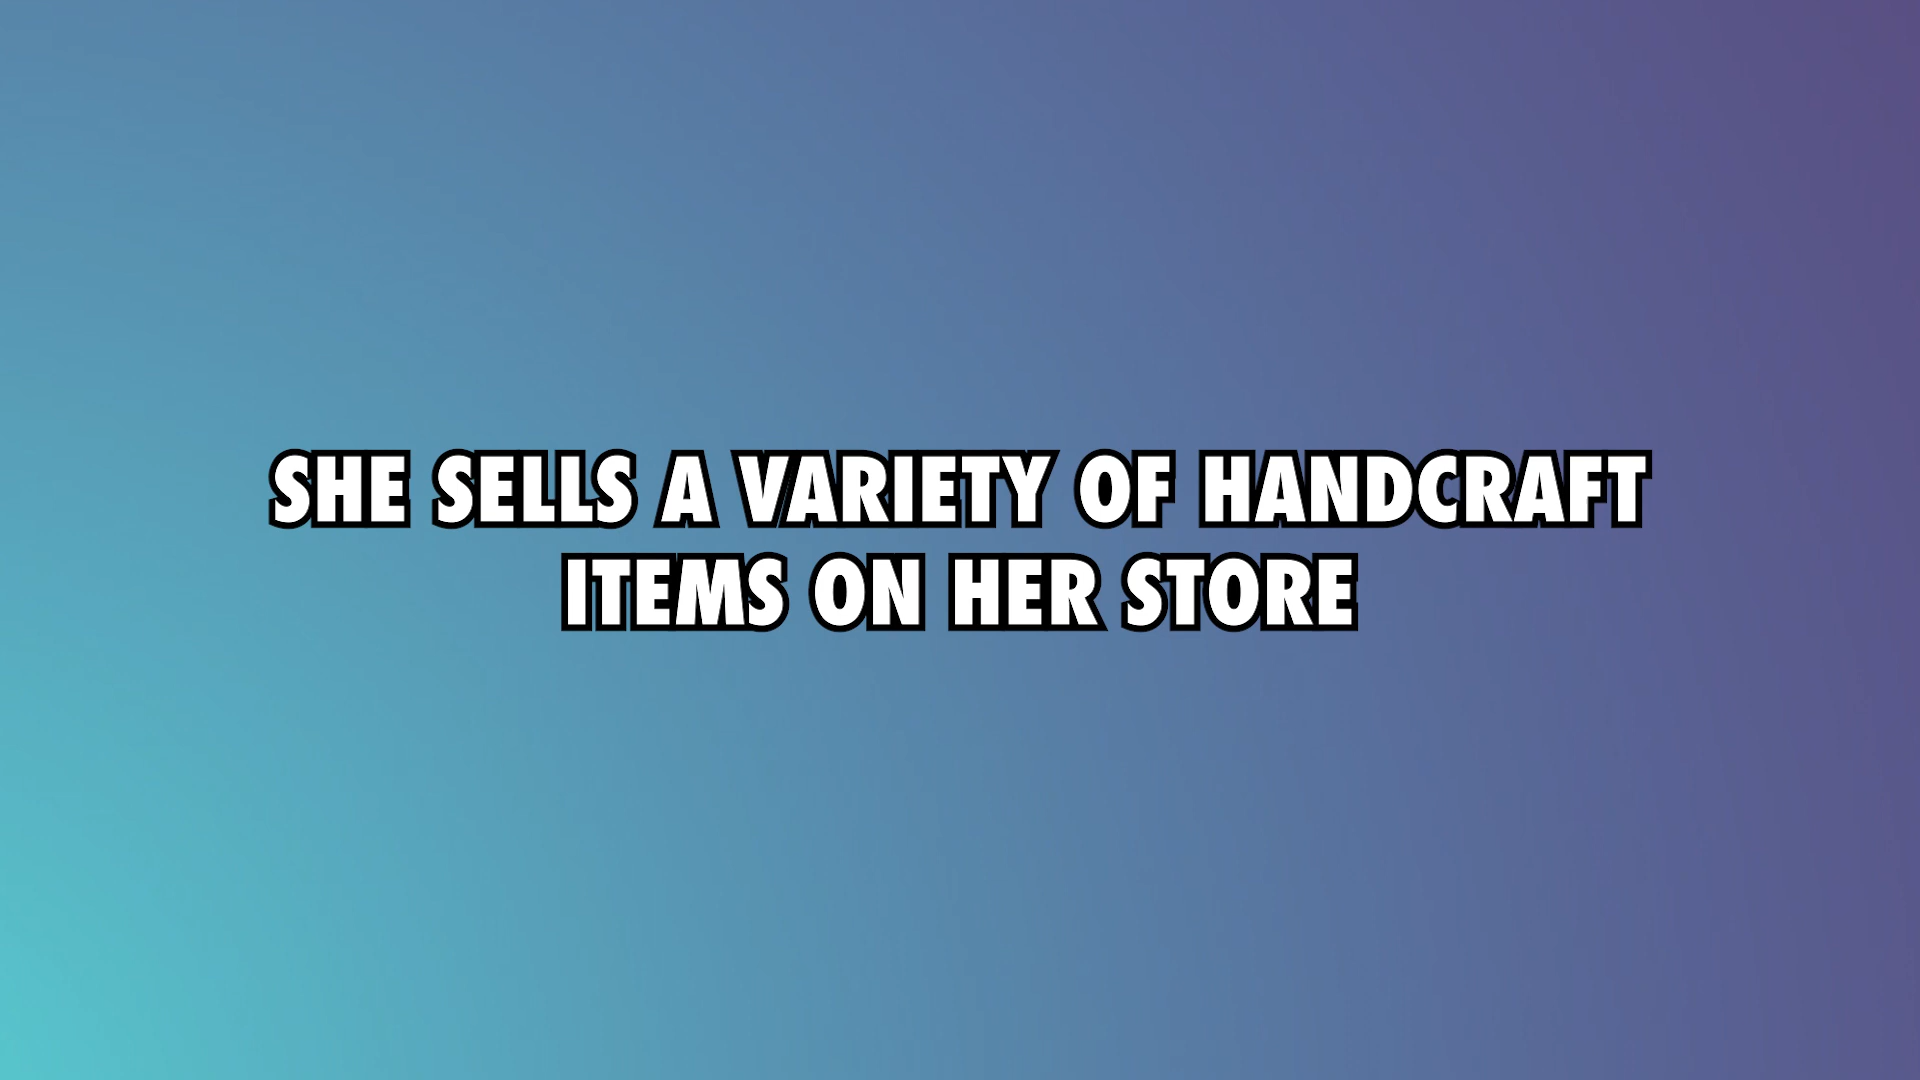 SHE SELLS A VARIETY OF HANDCRAFT
ITEMS ON HER STORE